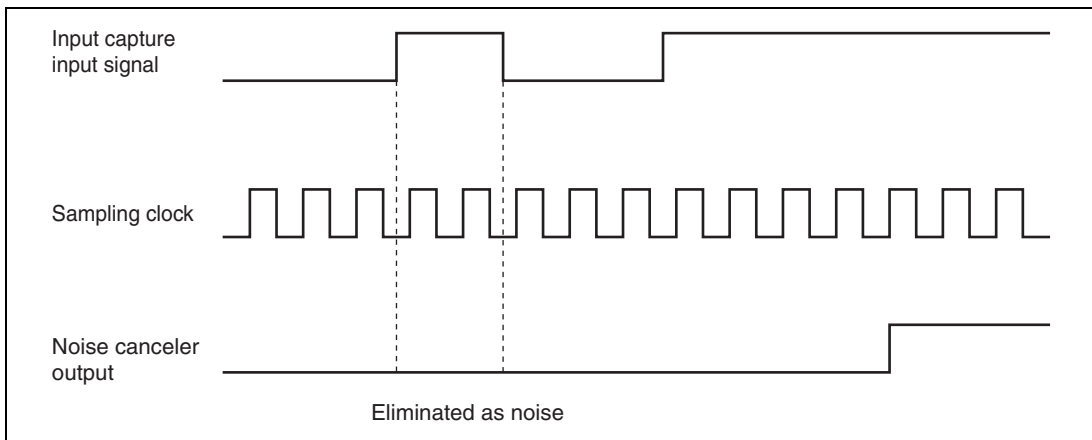 Input capture
input signal
Sampling clock
Noise canceler
output
Eliminated as noise